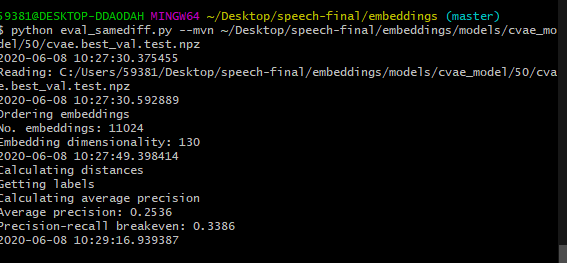 59381@DESKTOP-DDAODAH MINGW64 ~/Desktop/speech-final/embeddings (master)
$ python eval_samediff.py --mvn ~/Desktop/speech-final/embeddings/models/cvae_mo
del/50/cvae.best_val.test.npz
2020-06-08 10:27:30.375455
Reading: C:/Users/59381/Desktop/speech-final/embeddings/models/cvae_model/50/cva
e.best_val.test.npz
2020-06-08 10:27:30.592889
Ordering embeddings
No. embeddings: 11024
Embedding dimensionality: 130
2020-06-08 10:27:49.398414
Calculating distances
Getting labels
Calculating average precision
Average precision: 0.2536
Precision-recall breakeven: 0.3386
2020-06-08 10:29:16.939387